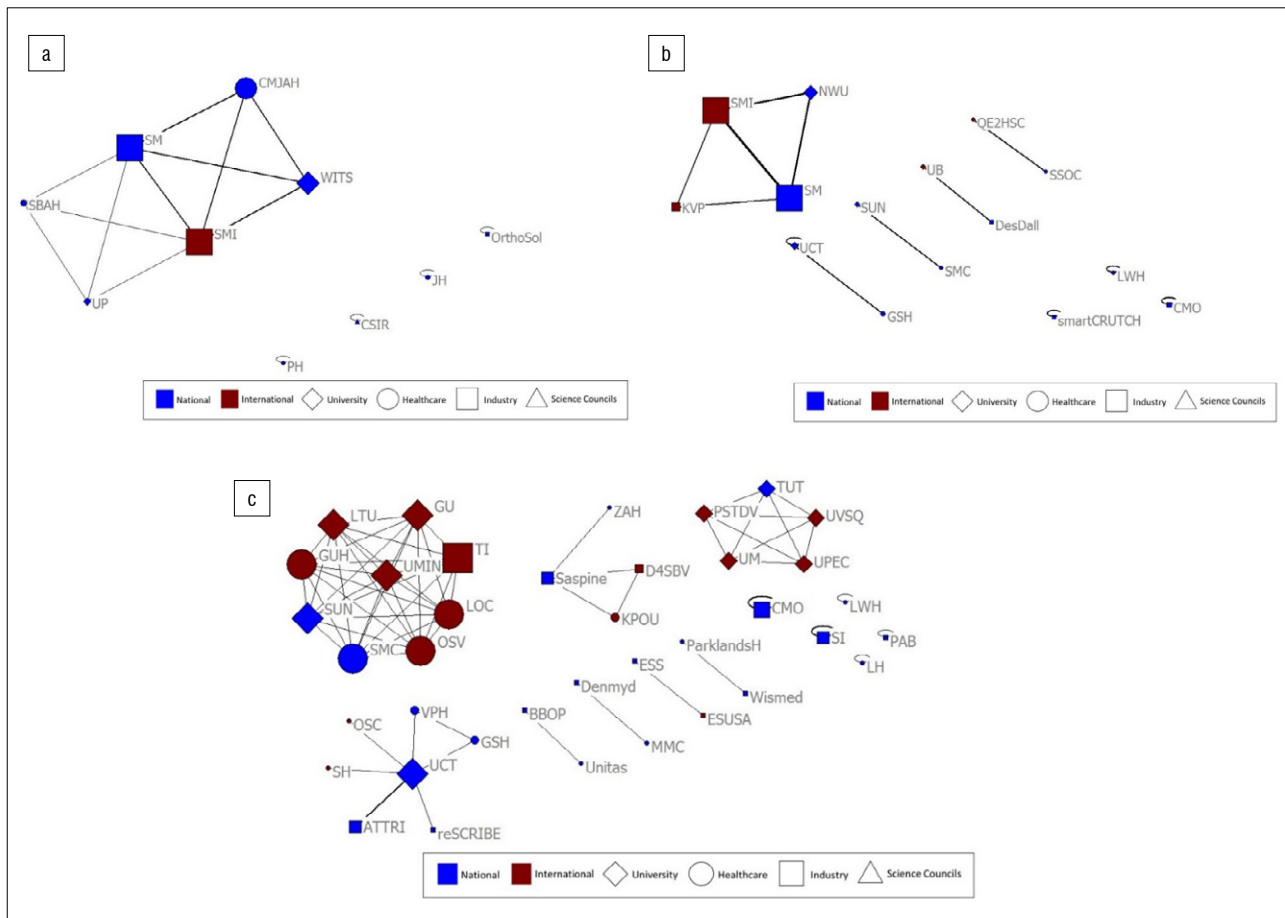 a
CMJAH
SM
WITS
SBAH
SMI
OrthoSol
JH
UP
CSIR
PH
National International University Healthcare Industry Science Councils
b
SMI
NWU
QE2HSC
UB
SSOC
KVP
SM
SUN
DesDall
UCT
SMC
LWH
CMO
GSH
smartCRUTCH
National International University Healthcare Industry Science Councils
c
LTU
GU
GUH
UMIN
TI
SUN
LOC
SMC
OSV
ZAH
Saspine
D4SBV
KPOU
TUT
PSTDV
UVSQ
UM
UPEC
CMO
LWH
SI
PAB
LH
ParklandsH
ESS
Wismed
Denmyd
ESUSA
BBOP
MMC
Unitas
OSC
VPH
GSH
SH
UCT
ATTRI
reSCRIBE
National International University Healthcare Industry Science Councils